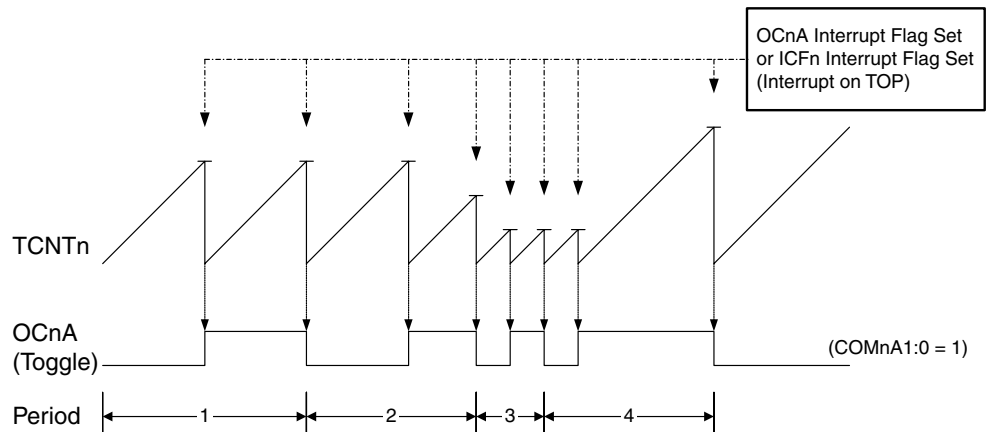 OCnA Interrupt Flag Set
or ICFn Interrupt Flag Set
(Interrupt on TOP)
TCNTn
OCnA
(Toggle)
(COMnA1:0 = 1)
Period
1
2
3
4